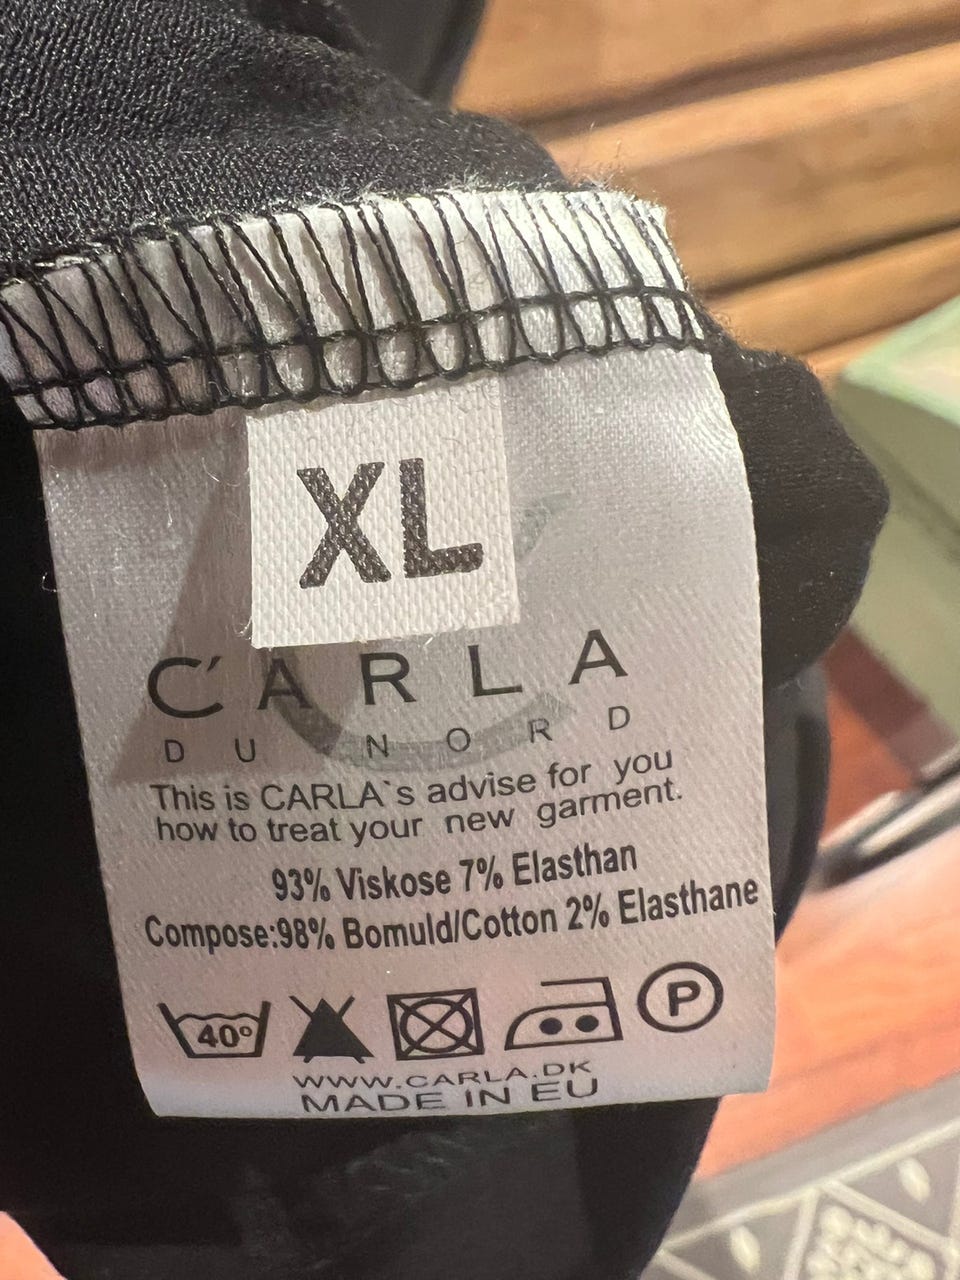 XL
C'ARLA
DU NORD
This is CARLA`s advise for you
how to treat your new garment.
93% Viskose 7% Elasthan
Compose:98% Bomuld/Cotton 2% Elasthane
40° P
WWW.CARLA.DK
MADE IN EU